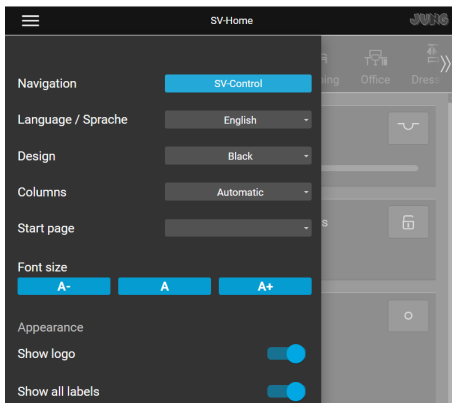 SV-Home
JUNG
Navigation
SV-Control
Language / Sprache
English
Design
Black
Columns
Automatic
Start page
Font size
A-
A
A+
Appearance
Show logo
Show all labels
Office